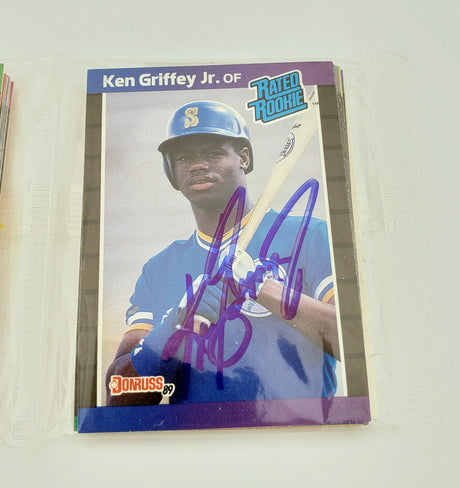 Ken Griffey Jr. OF
RATED
ROOKIE
S
DONRUSS 89